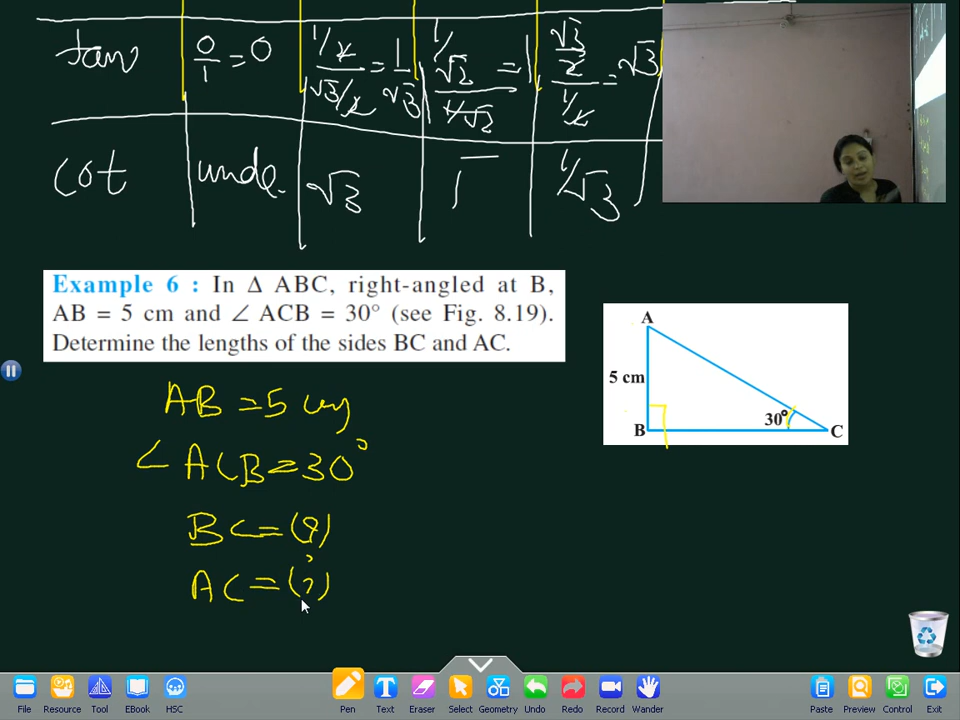 tan 0/1 = 0 1/2 / √3/2 = 1/√3 1/√2 / 1/√2 = 1 √3/2 / 1/2 = √3
cot unde. √3 1 1/√3
Example 6 : In Δ ABC, right-angled at B,
AB = 5 cm and ∠ ACB = 30° (see Fig. 8.19).
Determine the lengths of the sides BC and AC.
A
5 cm
B 30° C
AB = 5 cm
∠ ACB = 30°
BC = (?)
AC = (?)
File Resource Tool EBook HSC Pen Text Eraser Select Geometry Undo Redo Record Wander Paste Preview Control Exit